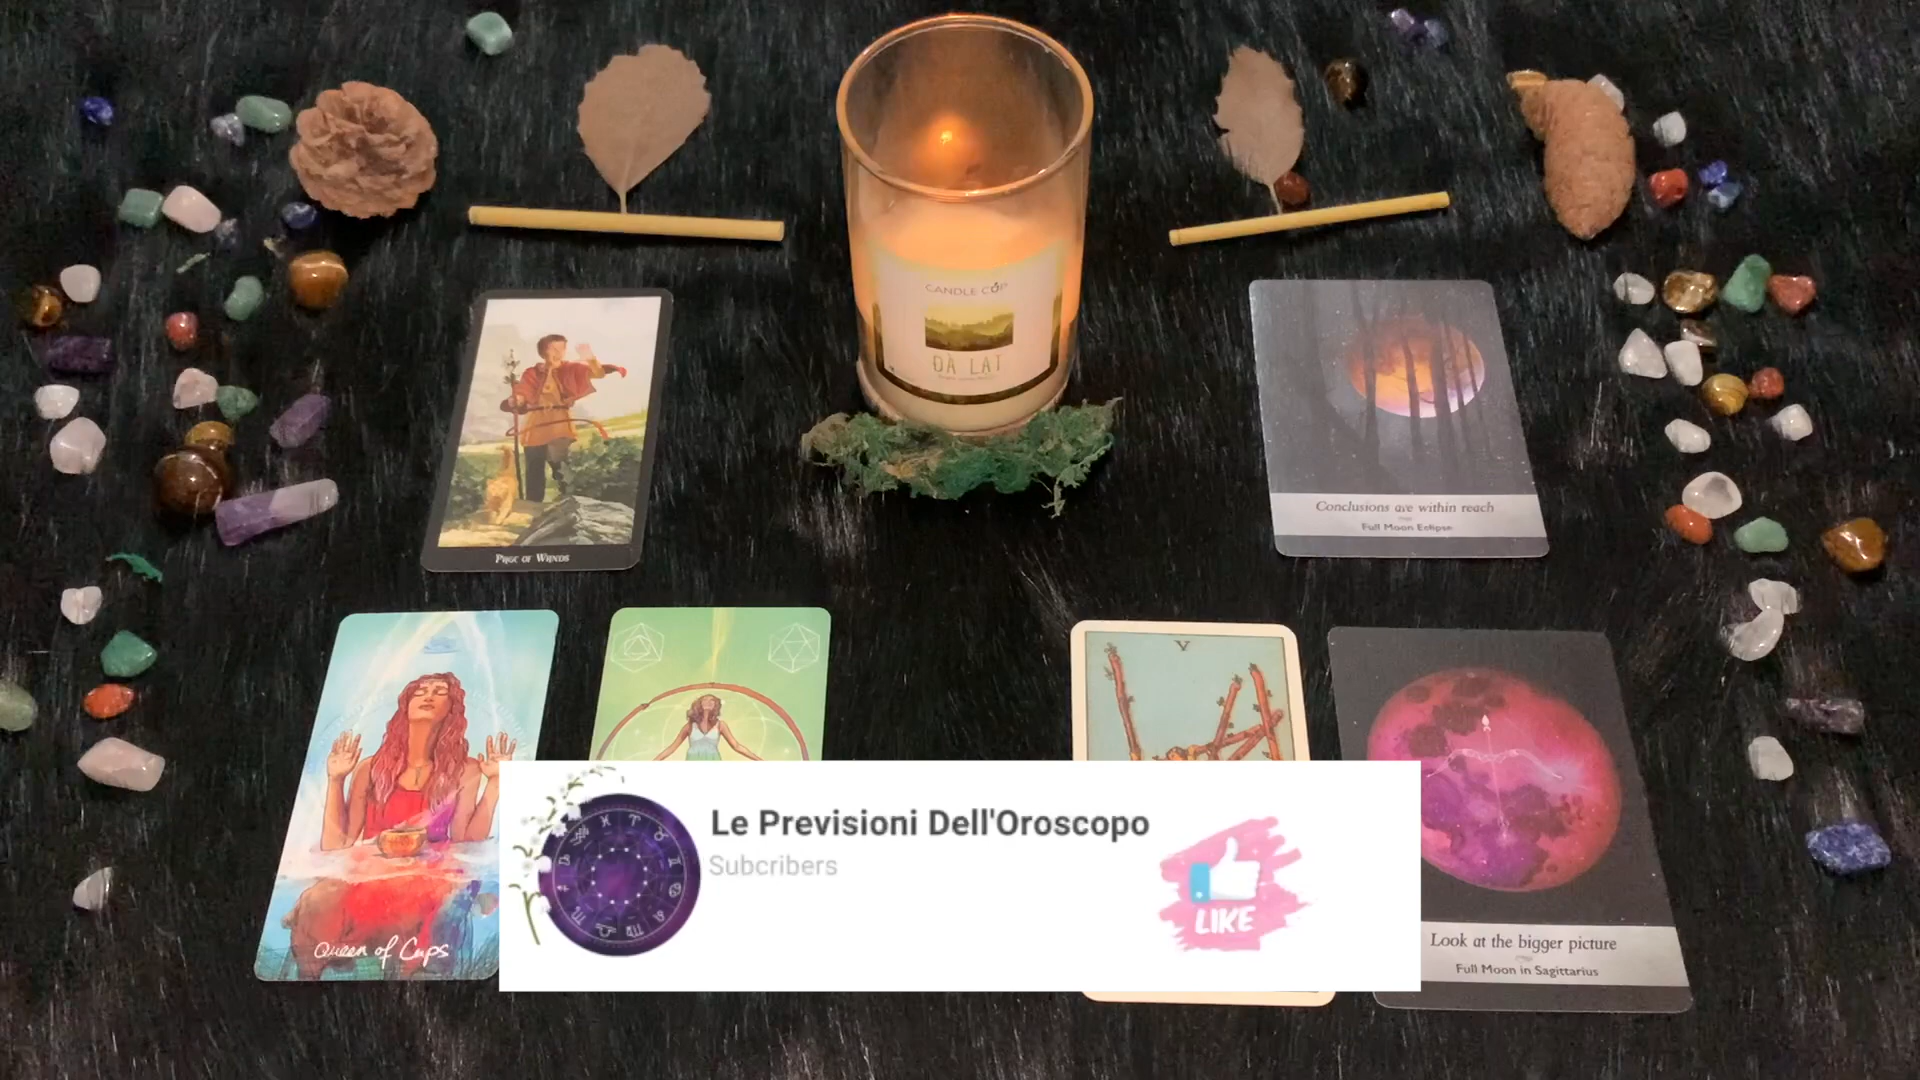 CANDLE CUP
ĐÀ LẠT
Conclusions are within reach
Full Moon Eclipse
Page of Wands
V
Le Previsioni Dell'Oroscopo
Subcribers
LIKE
Queen of Cups
Look at the bigger picture
Full Moon in Sagittarius